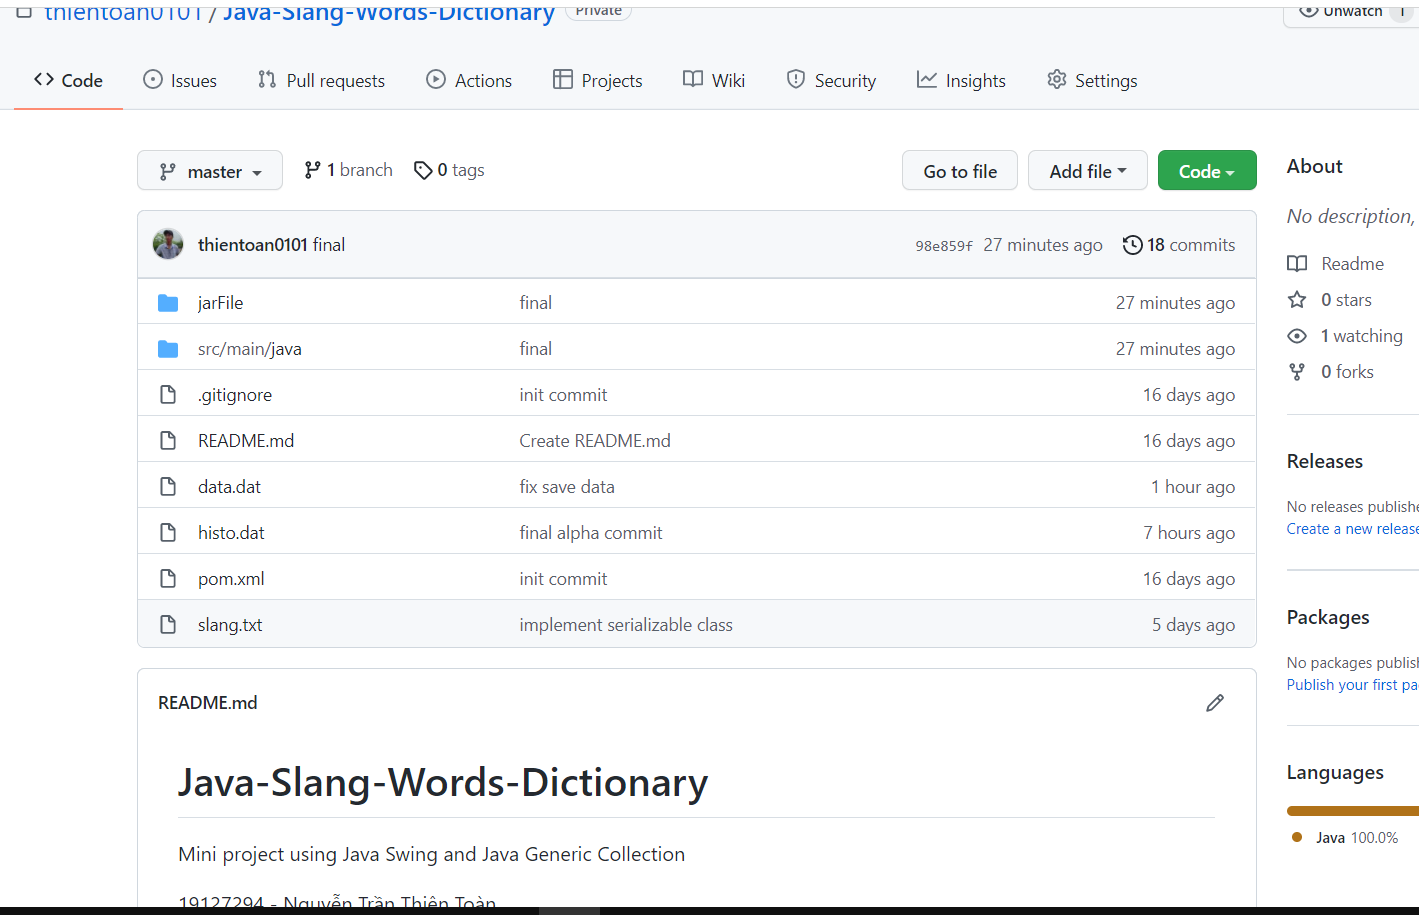 thientoan0101 / Java-Slang-Words-Dictionary Private Unwatch 1
Code Issues Pull requests Actions Projects Wiki Security Insights Settings
master 1 branch 0 tags Go to file Add file Code
thientoan0101 final 98e859f 27 minutes ago 18 commits
jarFile final 27 minutes ago
src/main/java final 27 minutes ago
.gitignore init commit 16 days ago
README.md Create README.md 16 days ago
data.dat fix save data 1 hour ago
histo.dat final alpha commit 7 hours ago
pom.xml init commit 16 days ago
slang.txt implement serializable class 5 days ago
README.md
Java-Slang-Words-Dictionary
Mini project using Java Swing and Java Generic Collection
19127294 - Nguyễn Trần Thiên Toàn
About
No description,
Readme
0 stars
1 watching
0 forks
Releases
No releases publishe
Create a new release
Packages
No packages publish
Publish your first pa
Languages
Java 100.0%